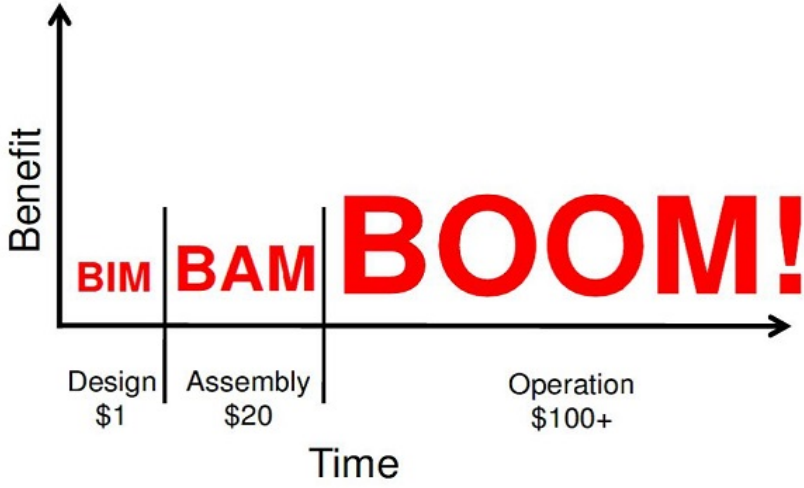 Benefit
BIM BAM BOOM!
Design Assembly Operation
$1 $20 $100+
Time